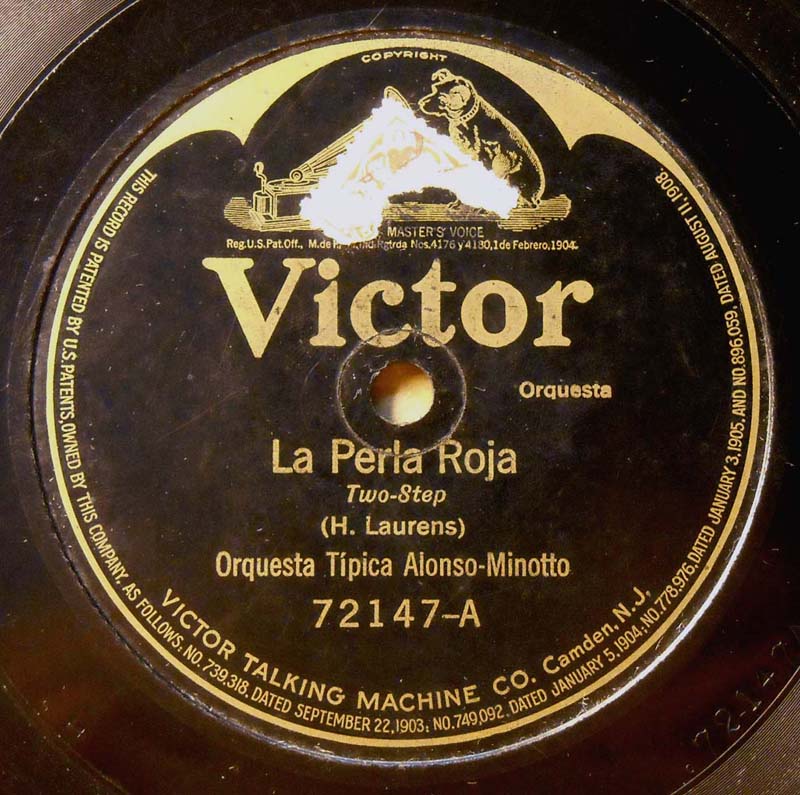 COPYRIGHT
MASTER'S VOICE
Reg.U.S.Pat.Off., M.de Rgtrda Nos.4176 y 4180,1 de Febrero,1904.
Victor
Orquesta
La Perla Roja
Two-Step
(H. Laurens)
Orquesta Típica Alonso-Minotto
72147-A
VICTOR TALKING MACHINE CO. Camden, N.J.
THIS RECORD IS PATENTED BY U.S. PATENTS, OWNED BY THIS COMPANY, AS FOLLOWS: NO. 739,318, DATED SEPTEMBER 22, 1903; NO. 749,092, DATED JANUARY 5, 1904; NO. 778,976, DATED JANUARY 3, 1905, AND NO. 896,059, DATED AUGUST 11, 1908.
72147